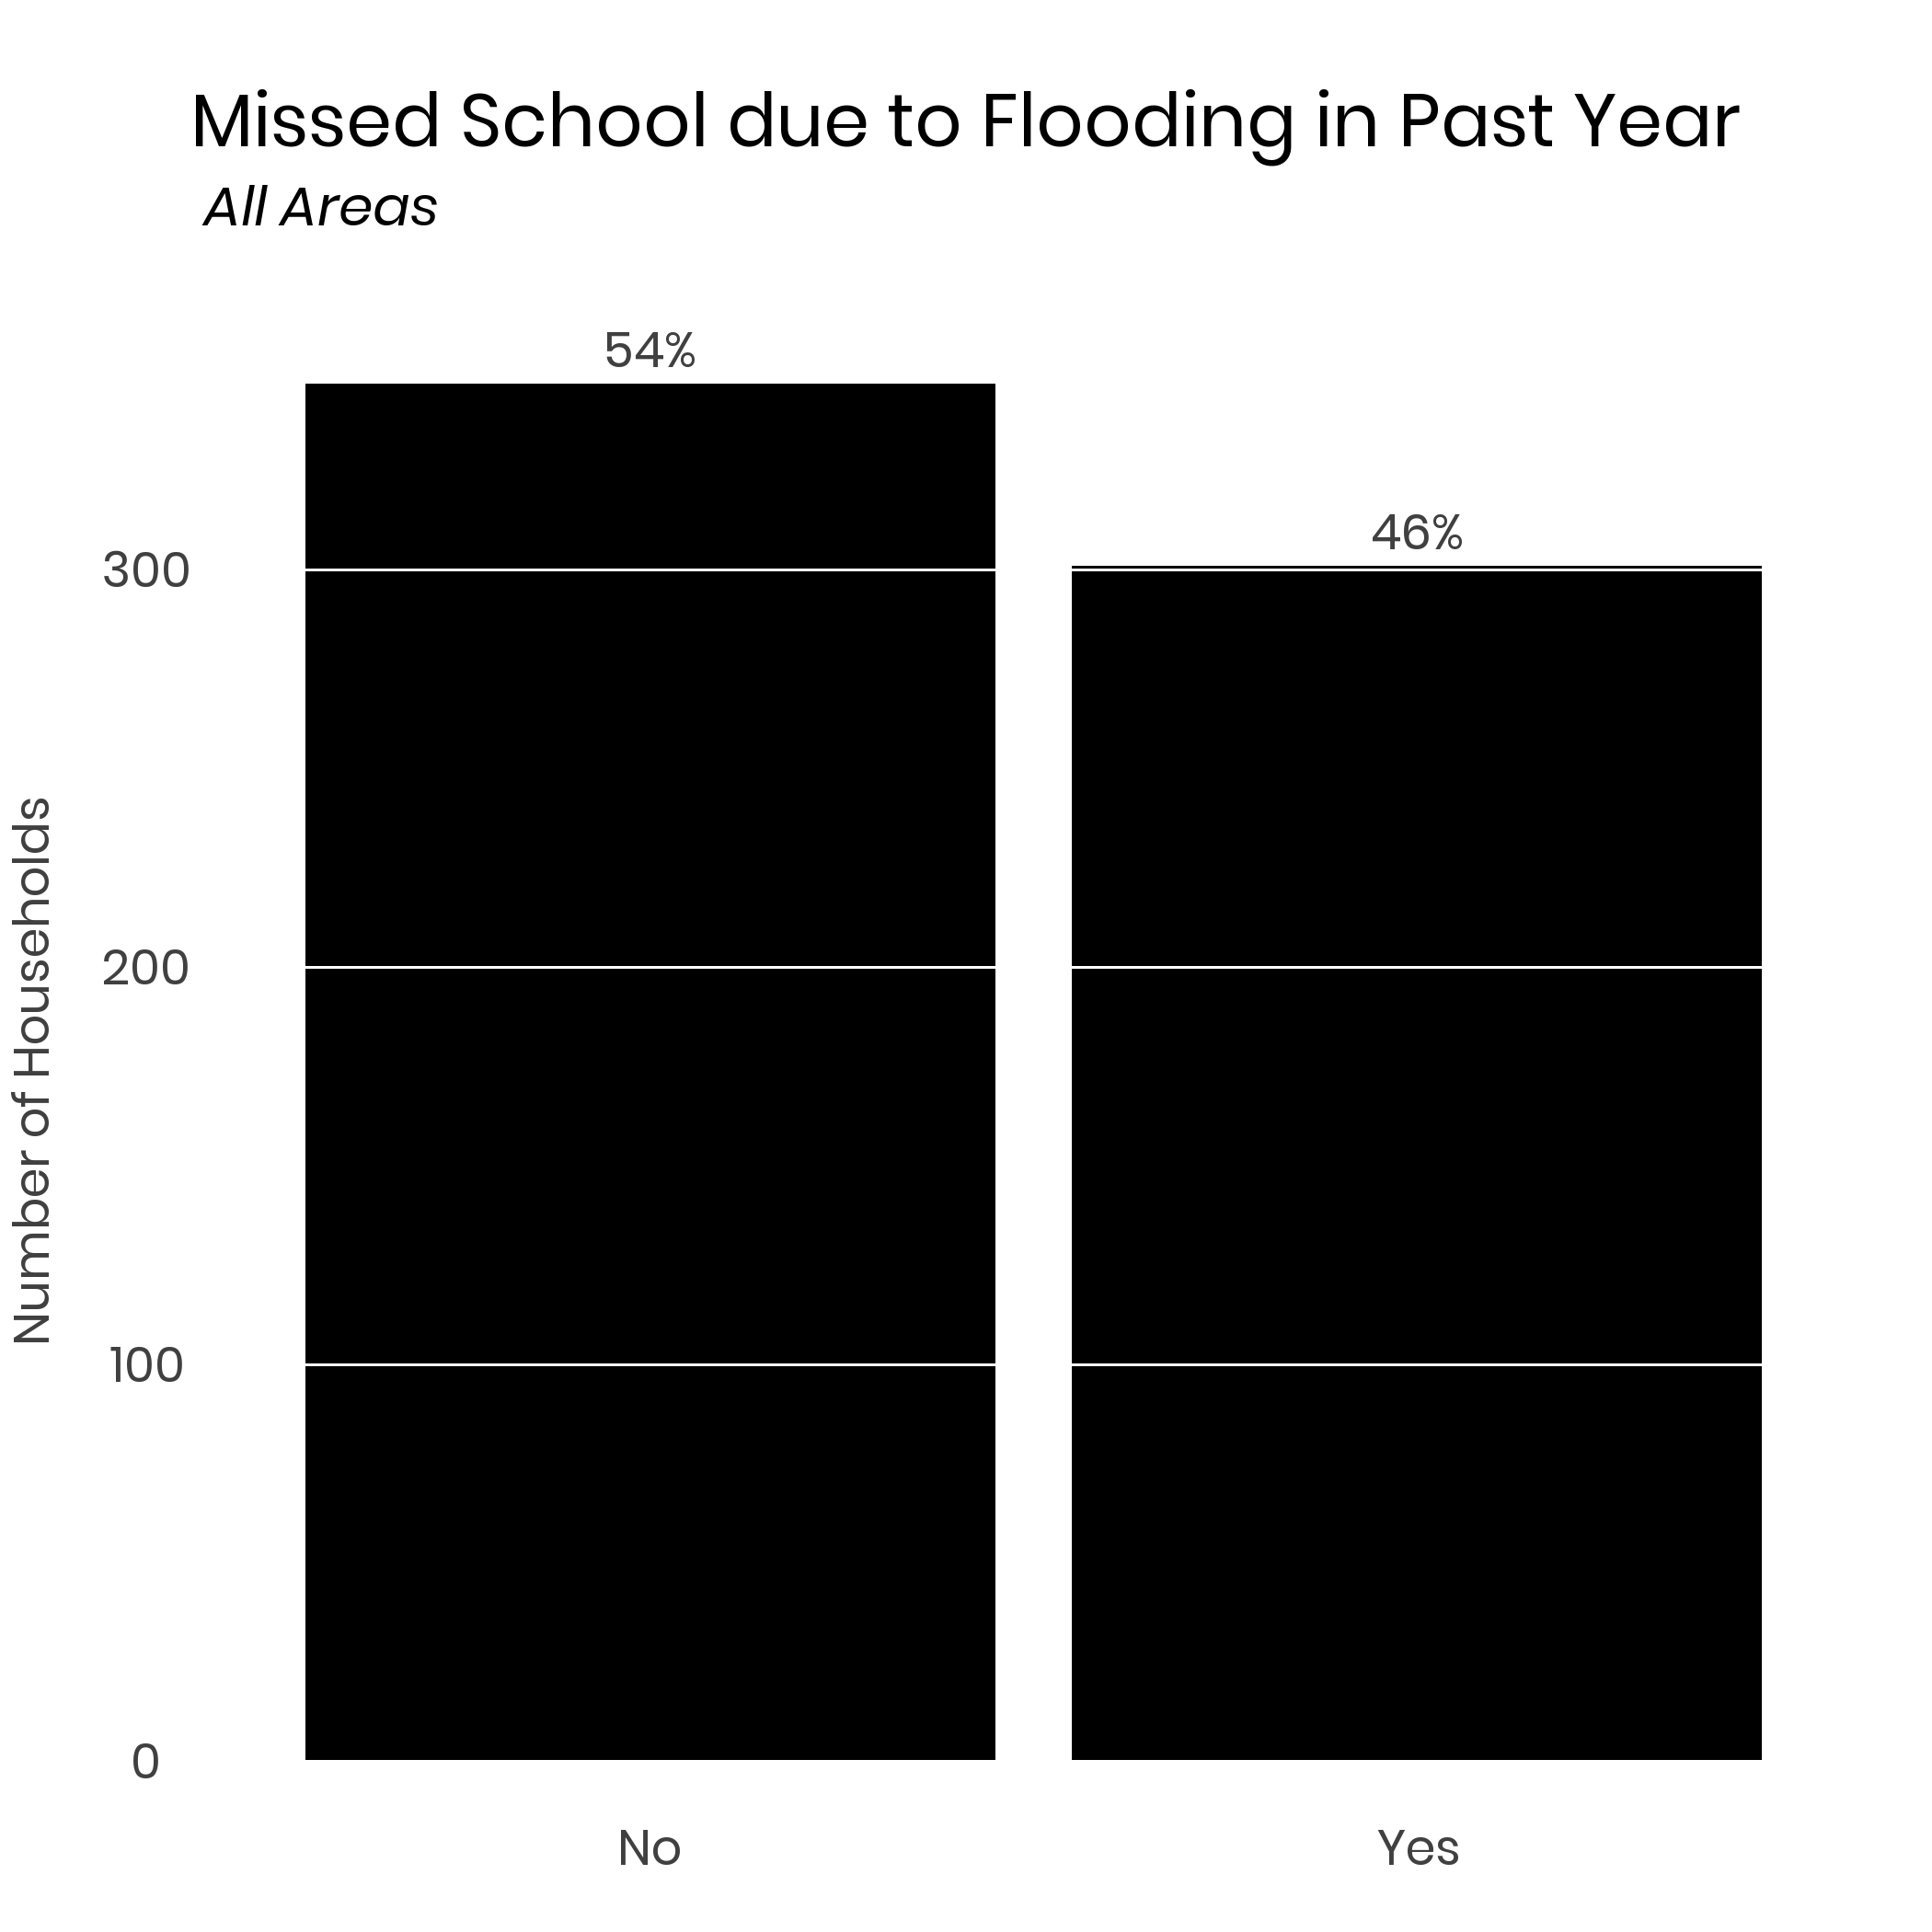 Missed School due to Flooding in Past Year
All Areas
54%
46%
300
200
100
0
Number of Households
No
Yes